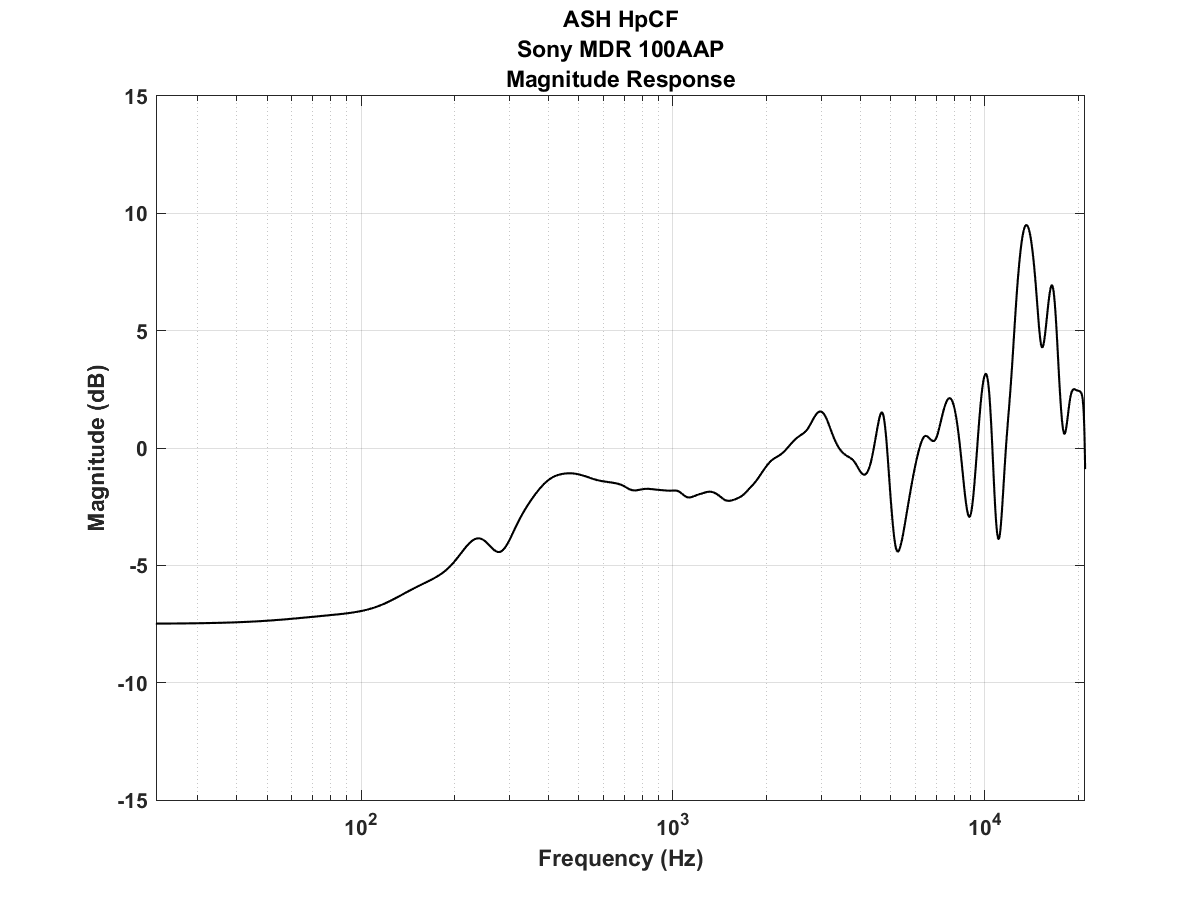 ASH HpCF
Sony MDR 100AAP
Magnitude Response
15
10
5
0
-5
-10
-15
Magnitude (dB)
10² 10³ 10⁴
Frequency (Hz)